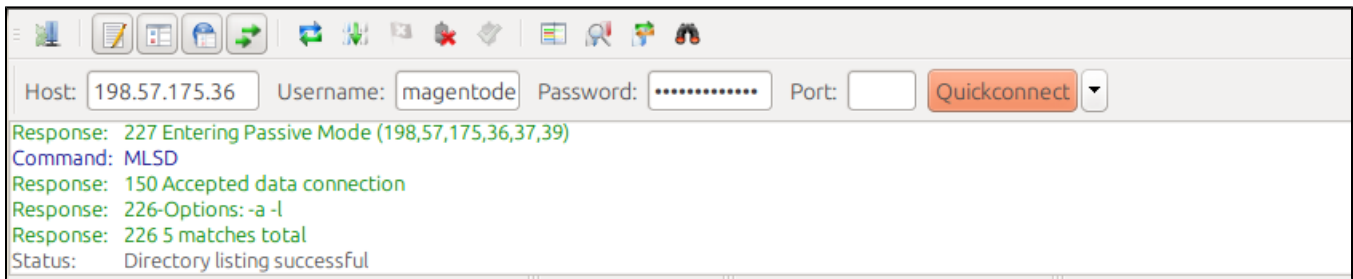 Host: 198.57.175.36 Username: magentode Password: ••••••••••••• Port: Quickconnect
Response: 227 Entering Passive Mode (198,57,175,36,37,39)
Command: MLSD
Response: 150 Accepted data connection
Response: 226-Options: -a -l
Response: 226 5 matches total
Status: Directory listing successful